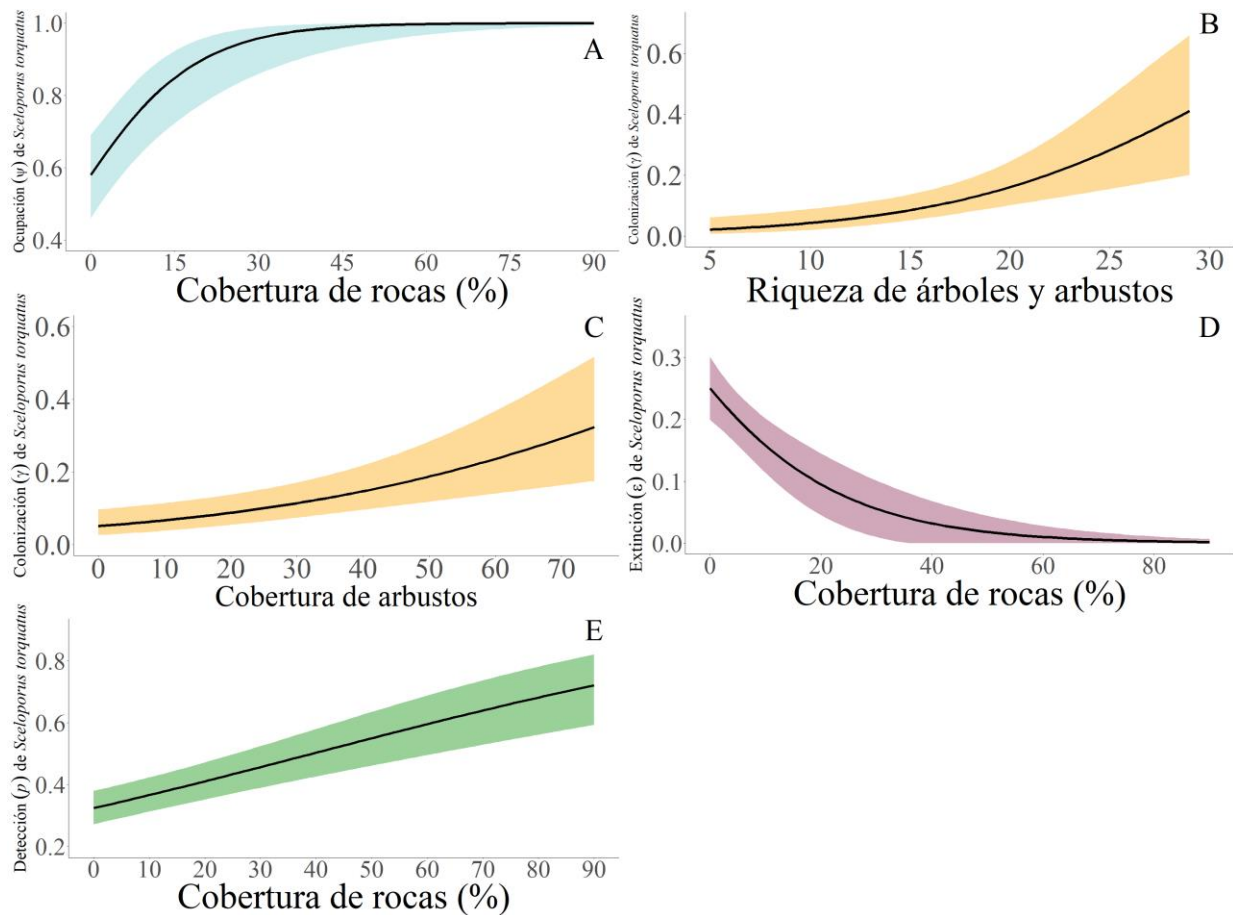 Ocupación (ψ) de Sceloporus torquatus
1.0
0.8
0.6
0.4
A
0 15 30 45 60 75 90
Cobertura de rocas (%)
Colonización (γ) de Sceloporus torquatus
0.6
0.4
0.2
0.0
B
5 10 15 20 25 30
Riqueza de árboles y arbustos
Colonización (γ) de Sceloporus torquatus
0.6
0.4
0.2
0.0
C
0 10 20 30 40 50 60 70
Cobertura de arbustos
Extinción (ε) de Sceloporus torquatus
0.3
0.2
0.1
0.0
D
0 20 40 60 80
Cobertura de rocas (%)
Detección (p) de Sceloporus torquatus
0.8
0.6
0.4
0.2
E
0 10 20 30 40 50 60 70 80 90
Cobertura de rocas (%)